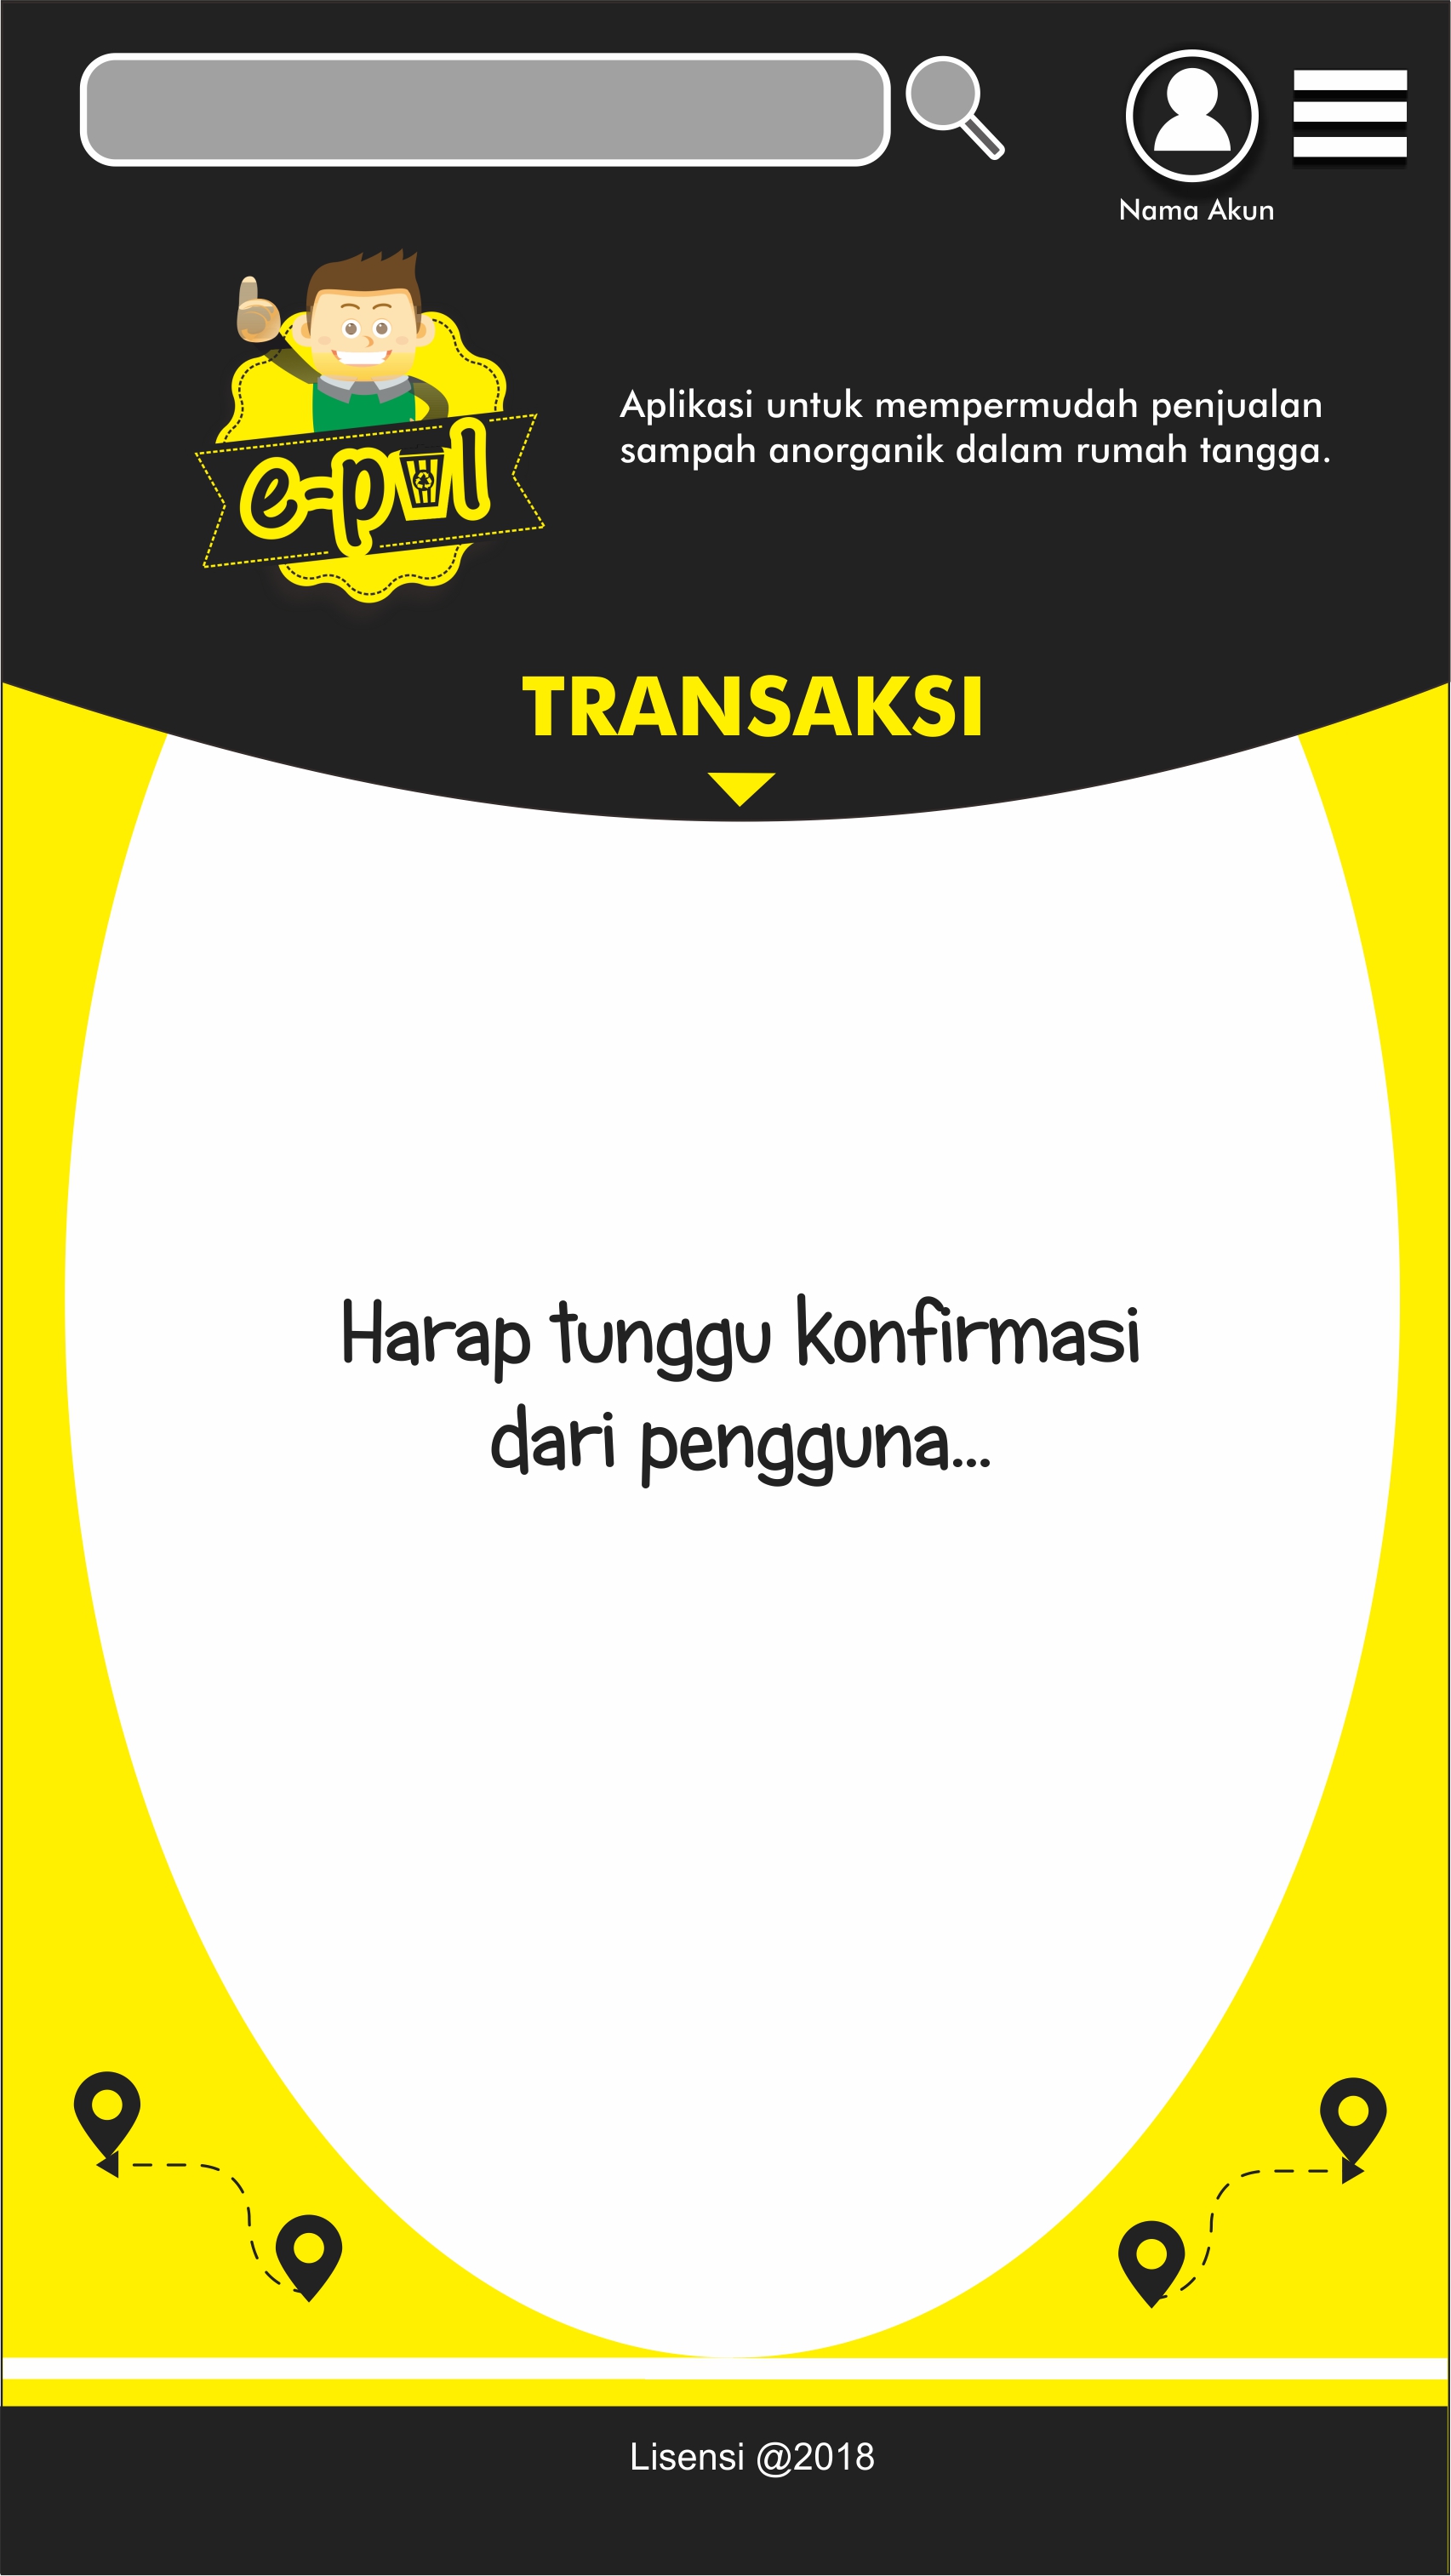 Nama Akun
e-pul
Aplikasi untuk mempermudah penjualan
sampah anorganik dalam rumah tangga.
TRANSAKSI
Harap tunggu konfirmasi
dari pengguna...
Lisensi @2018